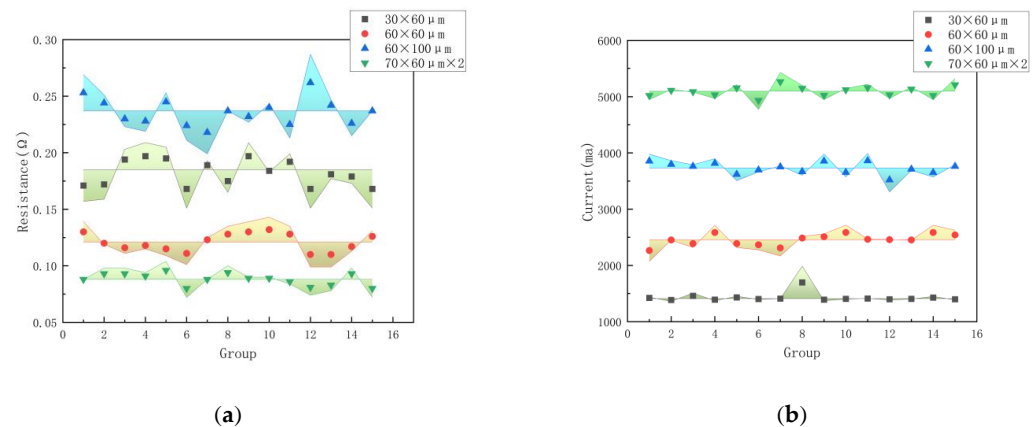 30×60μm
60×60μm
60×100μm
70×60μm×2
0.30
0.25
0.20
0.15
0.10
0.05
Resistance(Ω)
0 2 4 6 8 10 12 14 16
Group
(a)
30×60μm
60×60μm
60×100μm
70×60μm×2
6000
5000
4000
3000
2000
1000
Current(ma)
0 2 4 6 8 10 12 14 16
Group
(b)